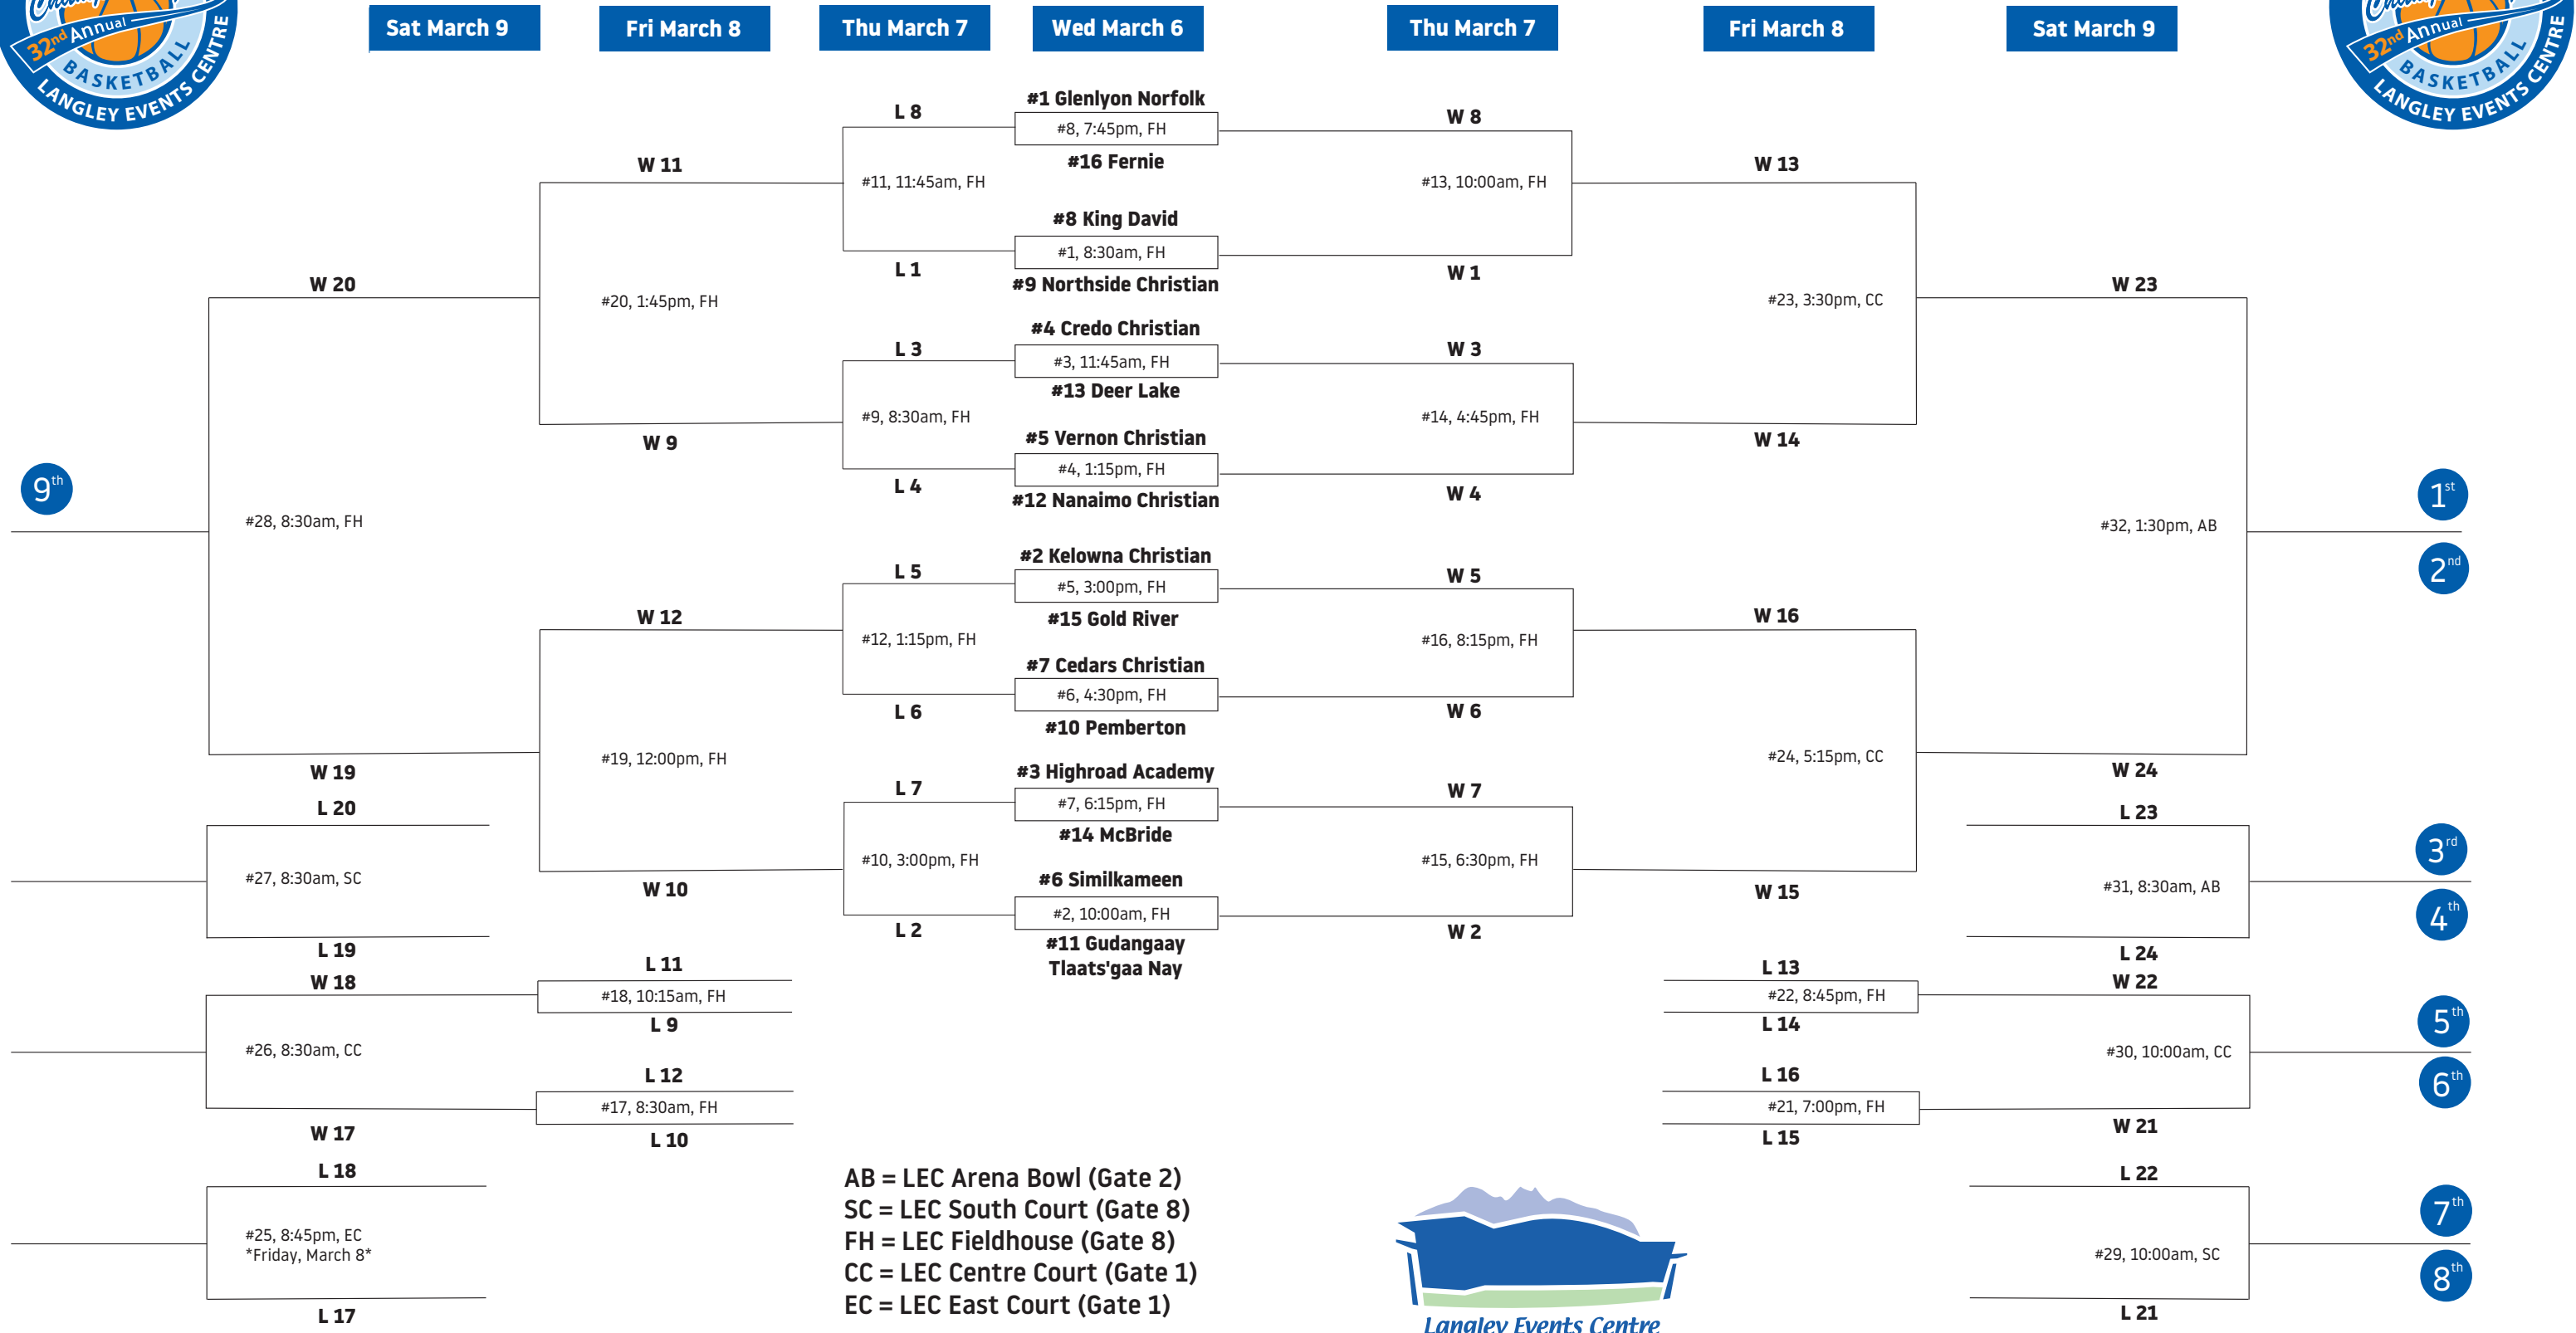 32nd Annual
BASKETBALL
LANGLEY EVENTS CENTRE
Sat March 9
Fri March 8
Thu March 7
Wed March 6
Thu March 7
Fri March 8
Sat March 9
32nd Annual
BASKETBALL
LANGLEY EVENTS CENTRE
#1 Glenlyon Norfolk
L 8
#8, 7:45pm, FH
W 8
#16 Fernie
W 11
W 13
#11, 11:45am, FH
#13, 10:00am, FH
#8 King David
#1, 8:30am, FH
L 1
W 1
#9 Northside Christian
W 20
W 23
#20, 1:45pm, FH
#23, 3:30pm, CC
#4 Credo Christian
L 3
W 3
#3, 11:45am, FH
#13 Deer Lake
#9, 8:30am, FH
#14, 4:45pm, FH
#5 Vernon Christian
W 9
W 14
#4, 1:15pm, FH
L 4
W 4
#12 Nanaimo Christian
9th
1st
#28, 8:30am, FH
#32, 1:30pm, AB
2nd
#2 Kelowna Christian
L 5
W 5
#5, 3:00pm, FH
#15 Gold River
W 12
W 16
#12, 1:15pm, FH
#16, 8:15pm, FH
#7 Cedars Christian
#6, 4:30pm, FH
L 6
W 6
#10 Pemberton
#19, 12:00pm, FH
#24, 5:15pm, CC
W 19
W 24
#3 Highroad Academy
L 7
W 7
#7, 6:15pm, FH
#14 McBride
L 20
L 23
3rd
#10, 3:00pm, FH
#15, 6:30pm, FH
#27, 8:30am, SC
#31, 8:30am, AB
#6 Similkameen
W 10
W 15
4th
#2, 10:00am, FH
L 2
W 2
#11 Gudangaay
Tlaats'gaa Nay
L 19
L 24
W 18
L 11
L 13
W 22
#18, 10:15am, FH
#22, 8:45pm, FH
L 9
L 14
5th
#26, 8:30am, CC
#30, 10:00am, CC
L 12
L 16
6th
#17, 8:30am, FH
#21, 7:00pm, FH
W 17
L 10
L 15
W 21
L 18
L 22
7th
#25, 8:45pm, EC
*Friday, March 8*
#29, 10:00am, SC
8th
L 17
L 21
AB = LEC Arena Bowl (Gate 2)
SC = LEC South Court (Gate 8)
FH = LEC Fieldhouse (Gate 8)
CC = LEC Centre Court (Gate 1)
EC = LEC East Court (Gate 1)
Langley Events Centre